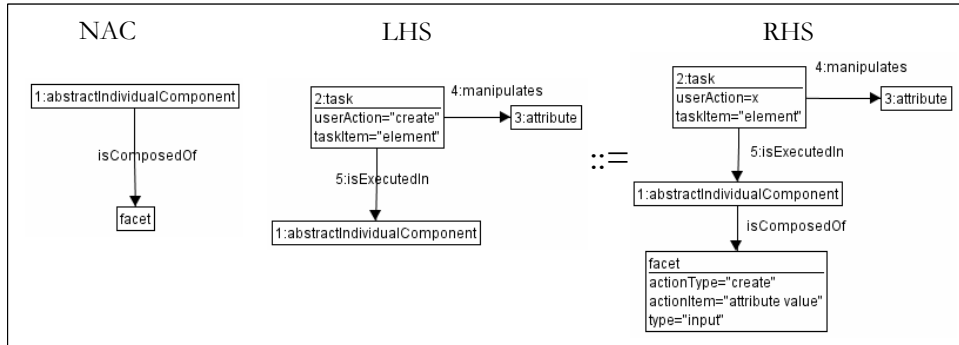 NAC
LHS
RHS
1:abstractIndividualComponent
isComposedOf
facet
2:task
userAction="create"
taskItem="element"
4:manipulates
3:attribute
5:isExecutedIn
1:abstractIndividualComponent
::=
2:task
userAction=x
taskItem="element"
4:manipulates
3:attribute
5:isExecutedIn
1:abstractIndividualComponent
isComposedOf
facet
actionType="create"
actionItem="attribute value"
type="input"